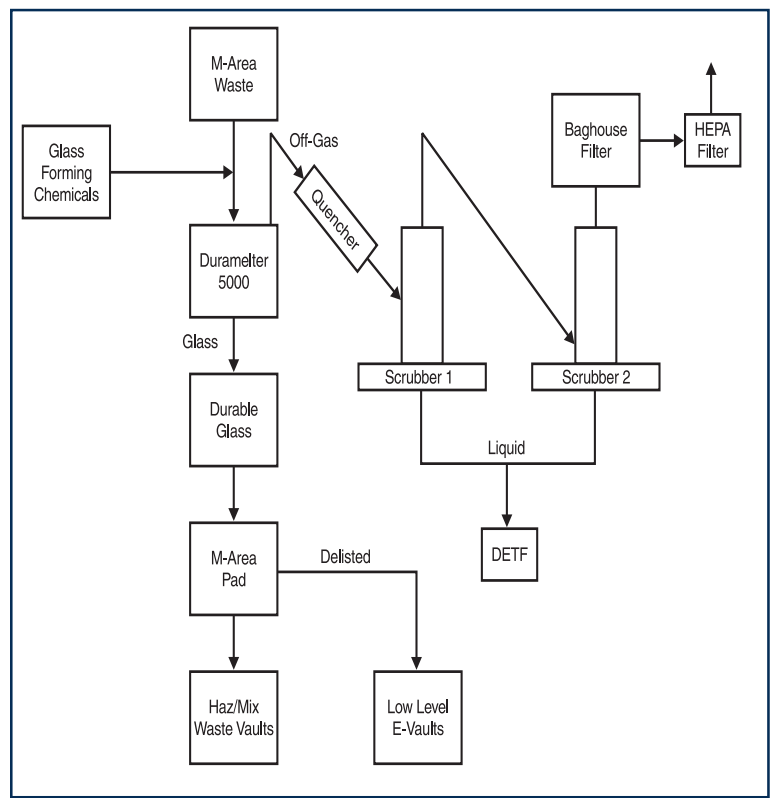 M-Area
Waste
Glass
Forming
Chemicals
Off-Gas
Quencher
Baghouse
Filter
HEPA
Filter
Duramelter
5000
Glass
Scrubber 1
Scrubber 2
Durable
Glass
Liquid
M-Area
Pad
Delisted
DETF
Haz/Mix
Waste Vaults
Low Level
E-Vaults